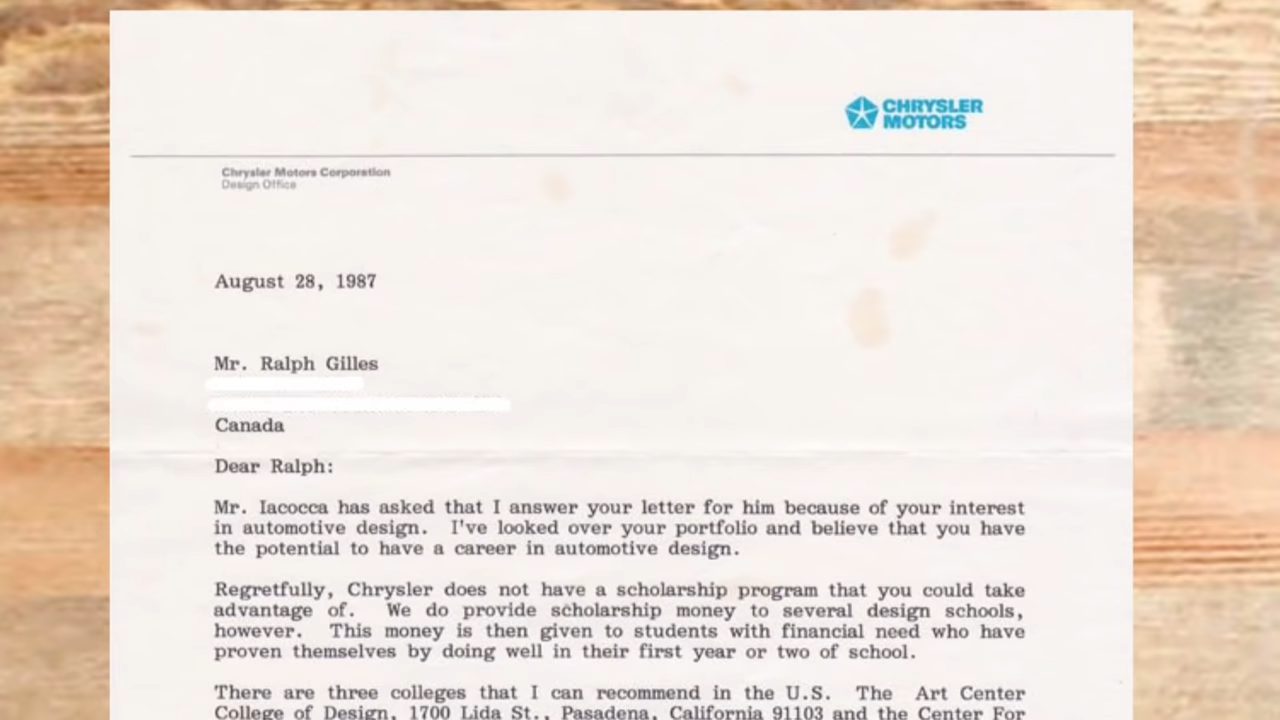 CHRYSLER
MOTORS
Chrysler Motors Corporation
Design Office
August 28, 1987
Mr. Ralph Gilles
Canada
Dear Ralph:
Mr. Iacocca has asked that I answer your letter for him because of your interest
in automotive design. I've looked over your portfolio and believe that you have
the potential to have a career in automotive design.
Regretfully, Chrysler does not have a scholarship program that you could take
advantage of. We do provide scholarship money to several design schools,
however. This money is then given to students with financial need who have
proven themselves by doing well in their first year or two of school.
There are three colleges that I can recommend in the U.S. The Art Center
College of Design, 1700 Lida St., Pasadena, California 91103 and the Center For